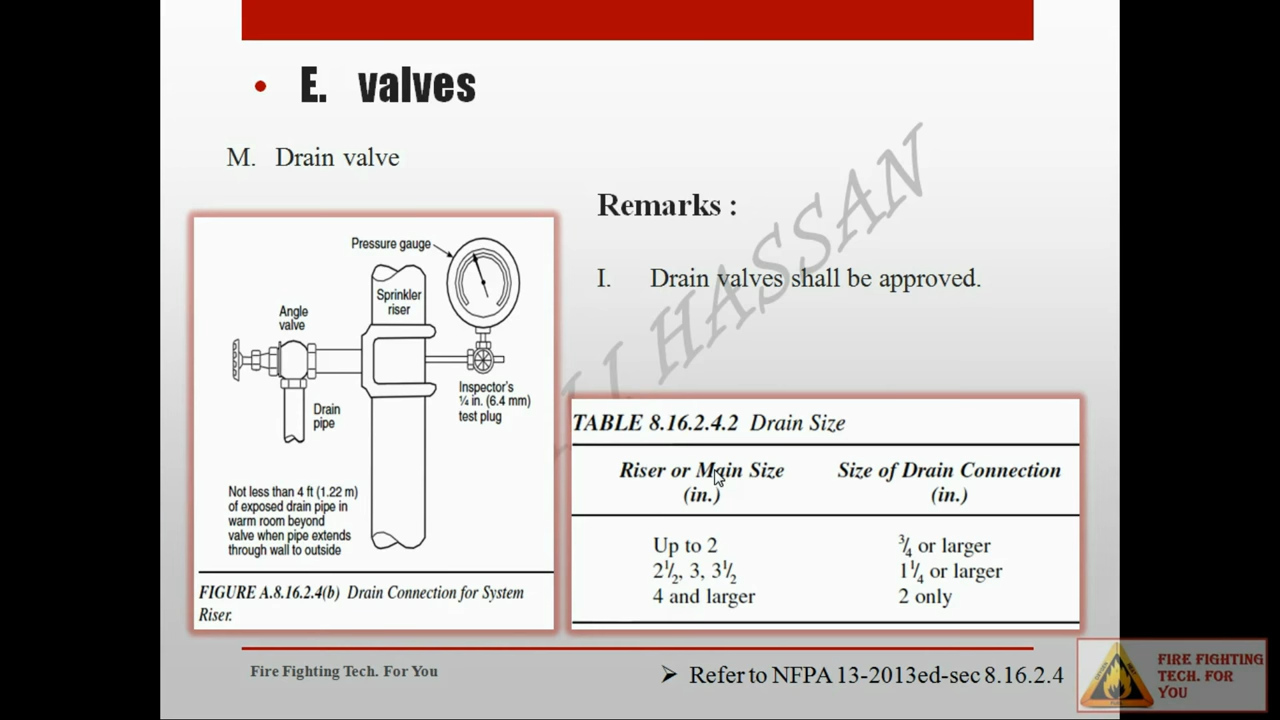 • E. valves
M. Drain valve
Remarks :
I. Drain valves shall be approved.
HASSAN
Pressure gauge
Sprinkler
riser
Angle
valve
Inspector's
¼ in. (6.4 mm)
test plug
Drain
pipe
Not less than 4 ft (1.22 m)
of exposed drain pipe in
warm room beyond
valve when pipe extends
through wall to outside
FIGURE A.8.16.2.4(b) Drain Connection for System
Riser.
TABLE 8.16.2.4.2 Drain Size
Riser or Main Size Size of Drain Connection
(in.) (in.)
Up to 2 ¾ or larger
2½, 3, 3½ 1¼ or larger
4 and larger 2 only
Fire Fighting Tech. For You
➢ Refer to NFPA 13-2013ed-sec 8.16.2.4
FIRE FIGHTING
TECH. FOR
YOU